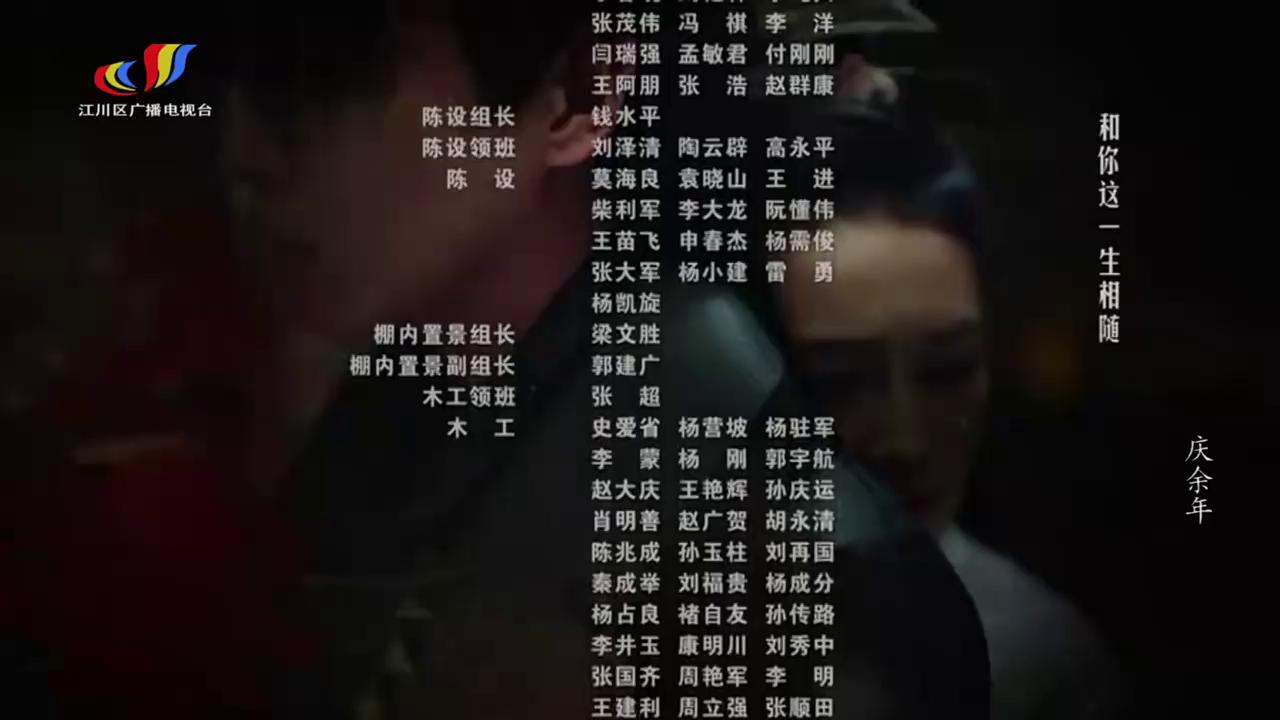 张茂伟 冯 祺 李 洋
闫瑞强 孟敏君 付刚刚
王阿朋 张 浩 赵群康
陈设组长 钱水平
陈设领班 刘泽清 陶云辟 高永平
陈 设 莫海良 袁晓山 王 进
柴利军 李大龙 阮懂伟
王苗飞 申春杰 杨需俊
张大军 杨小建 雷 勇
杨凯旋
棚内置景组长 梁文胜
棚内置景副组长 郭建广
木工领班 张 超
木 工 史爱省 杨营坡 杨驻军
李 蒙 杨 刚 郭宇航
赵大庆 王艳辉 孙庆运
肖明善 赵广贺 胡永清
陈兆成 孙玉柱 刘再国
秦成举 刘福贵 杨成分
杨占良 褚自友 孙传路
李井玉 康明川 刘秀中
张国齐 周艳军 李 明
王建利 周立强 张顺田
江川区广播电视台
和你这一生相随
庆余年